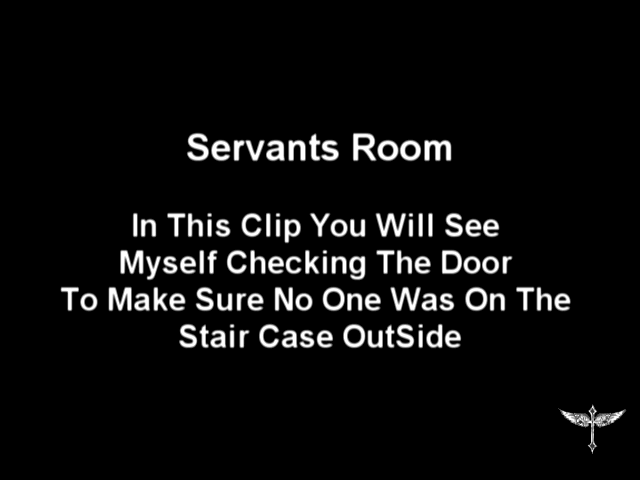 Servants Room
In This Clip You Will See
Myself Checking The Door
To Make Sure No One Was On The
Stair Case OutSide